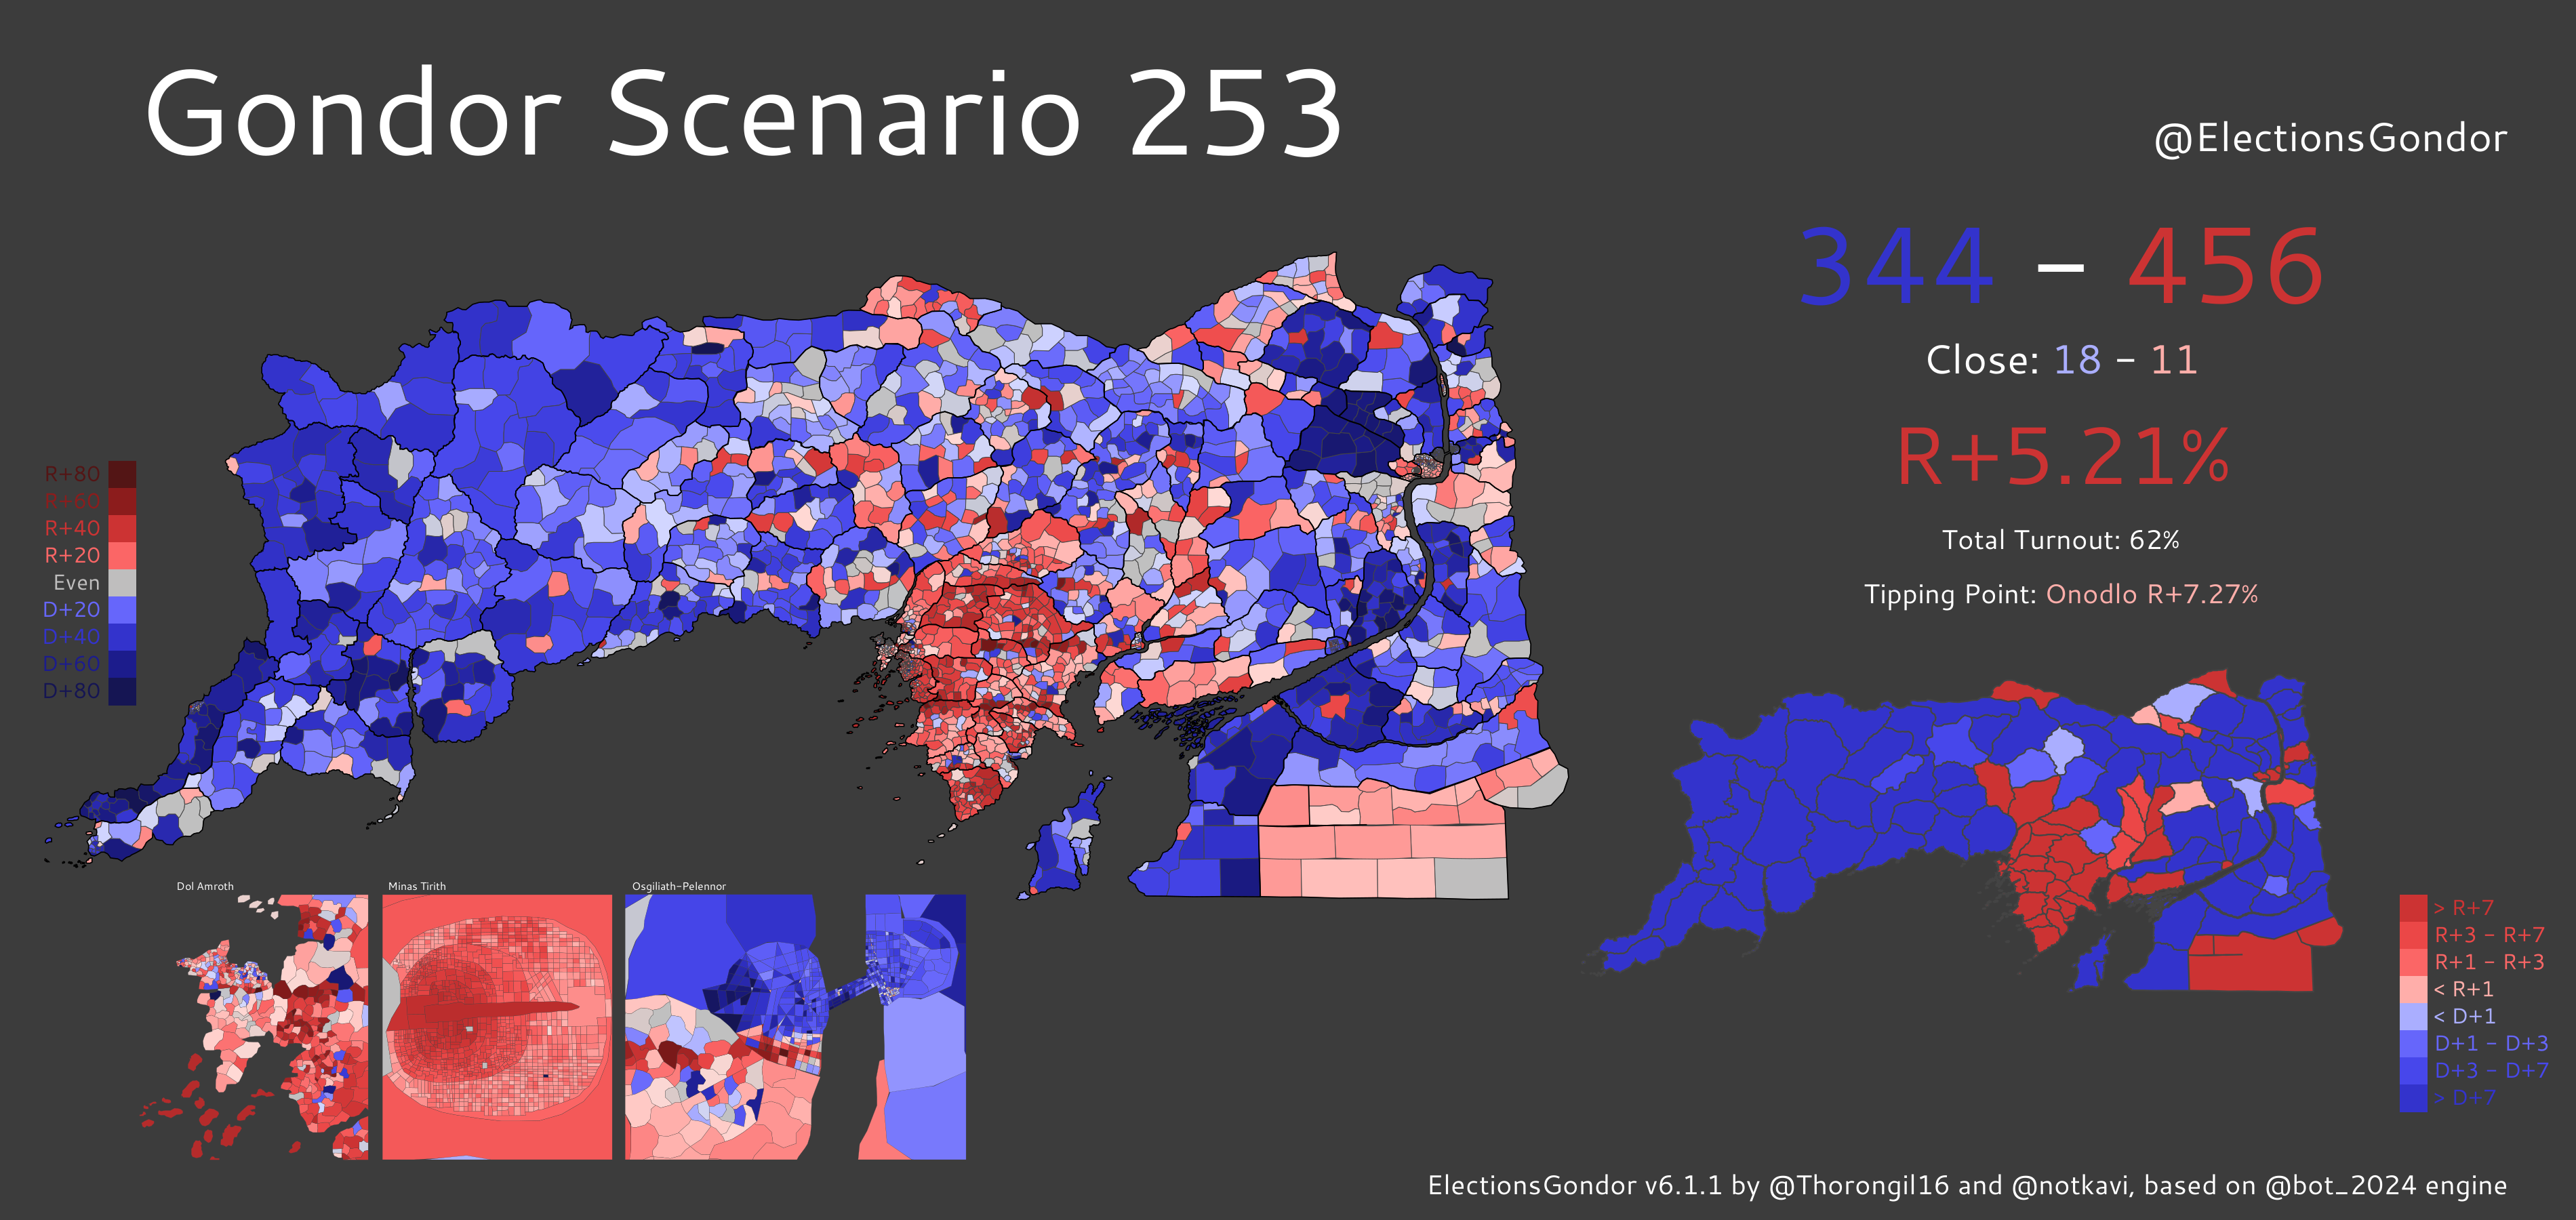 Gondor Scenario 253
@ElectionsGondor
344 – 456
Close: 18 - 11
R+5.21%
Total Turnout: 62%
Tipping Point: Onodlo R+7.27%
R+80
R+60
R+40
R+20
Even
D+20
D+40
D+60
D+80
Dol Amroth
Minas Tirith
Osgiliath-Pelennor
> R+7
R+3 - R+7
R+1 - R+3
< R+1
< D+1
D+1 - D+3
D+3 - D+7
> D+7
ElectionsGondor v6.1.1 by @Thorongil16 and @notkavi, based on @bot_2024 engine